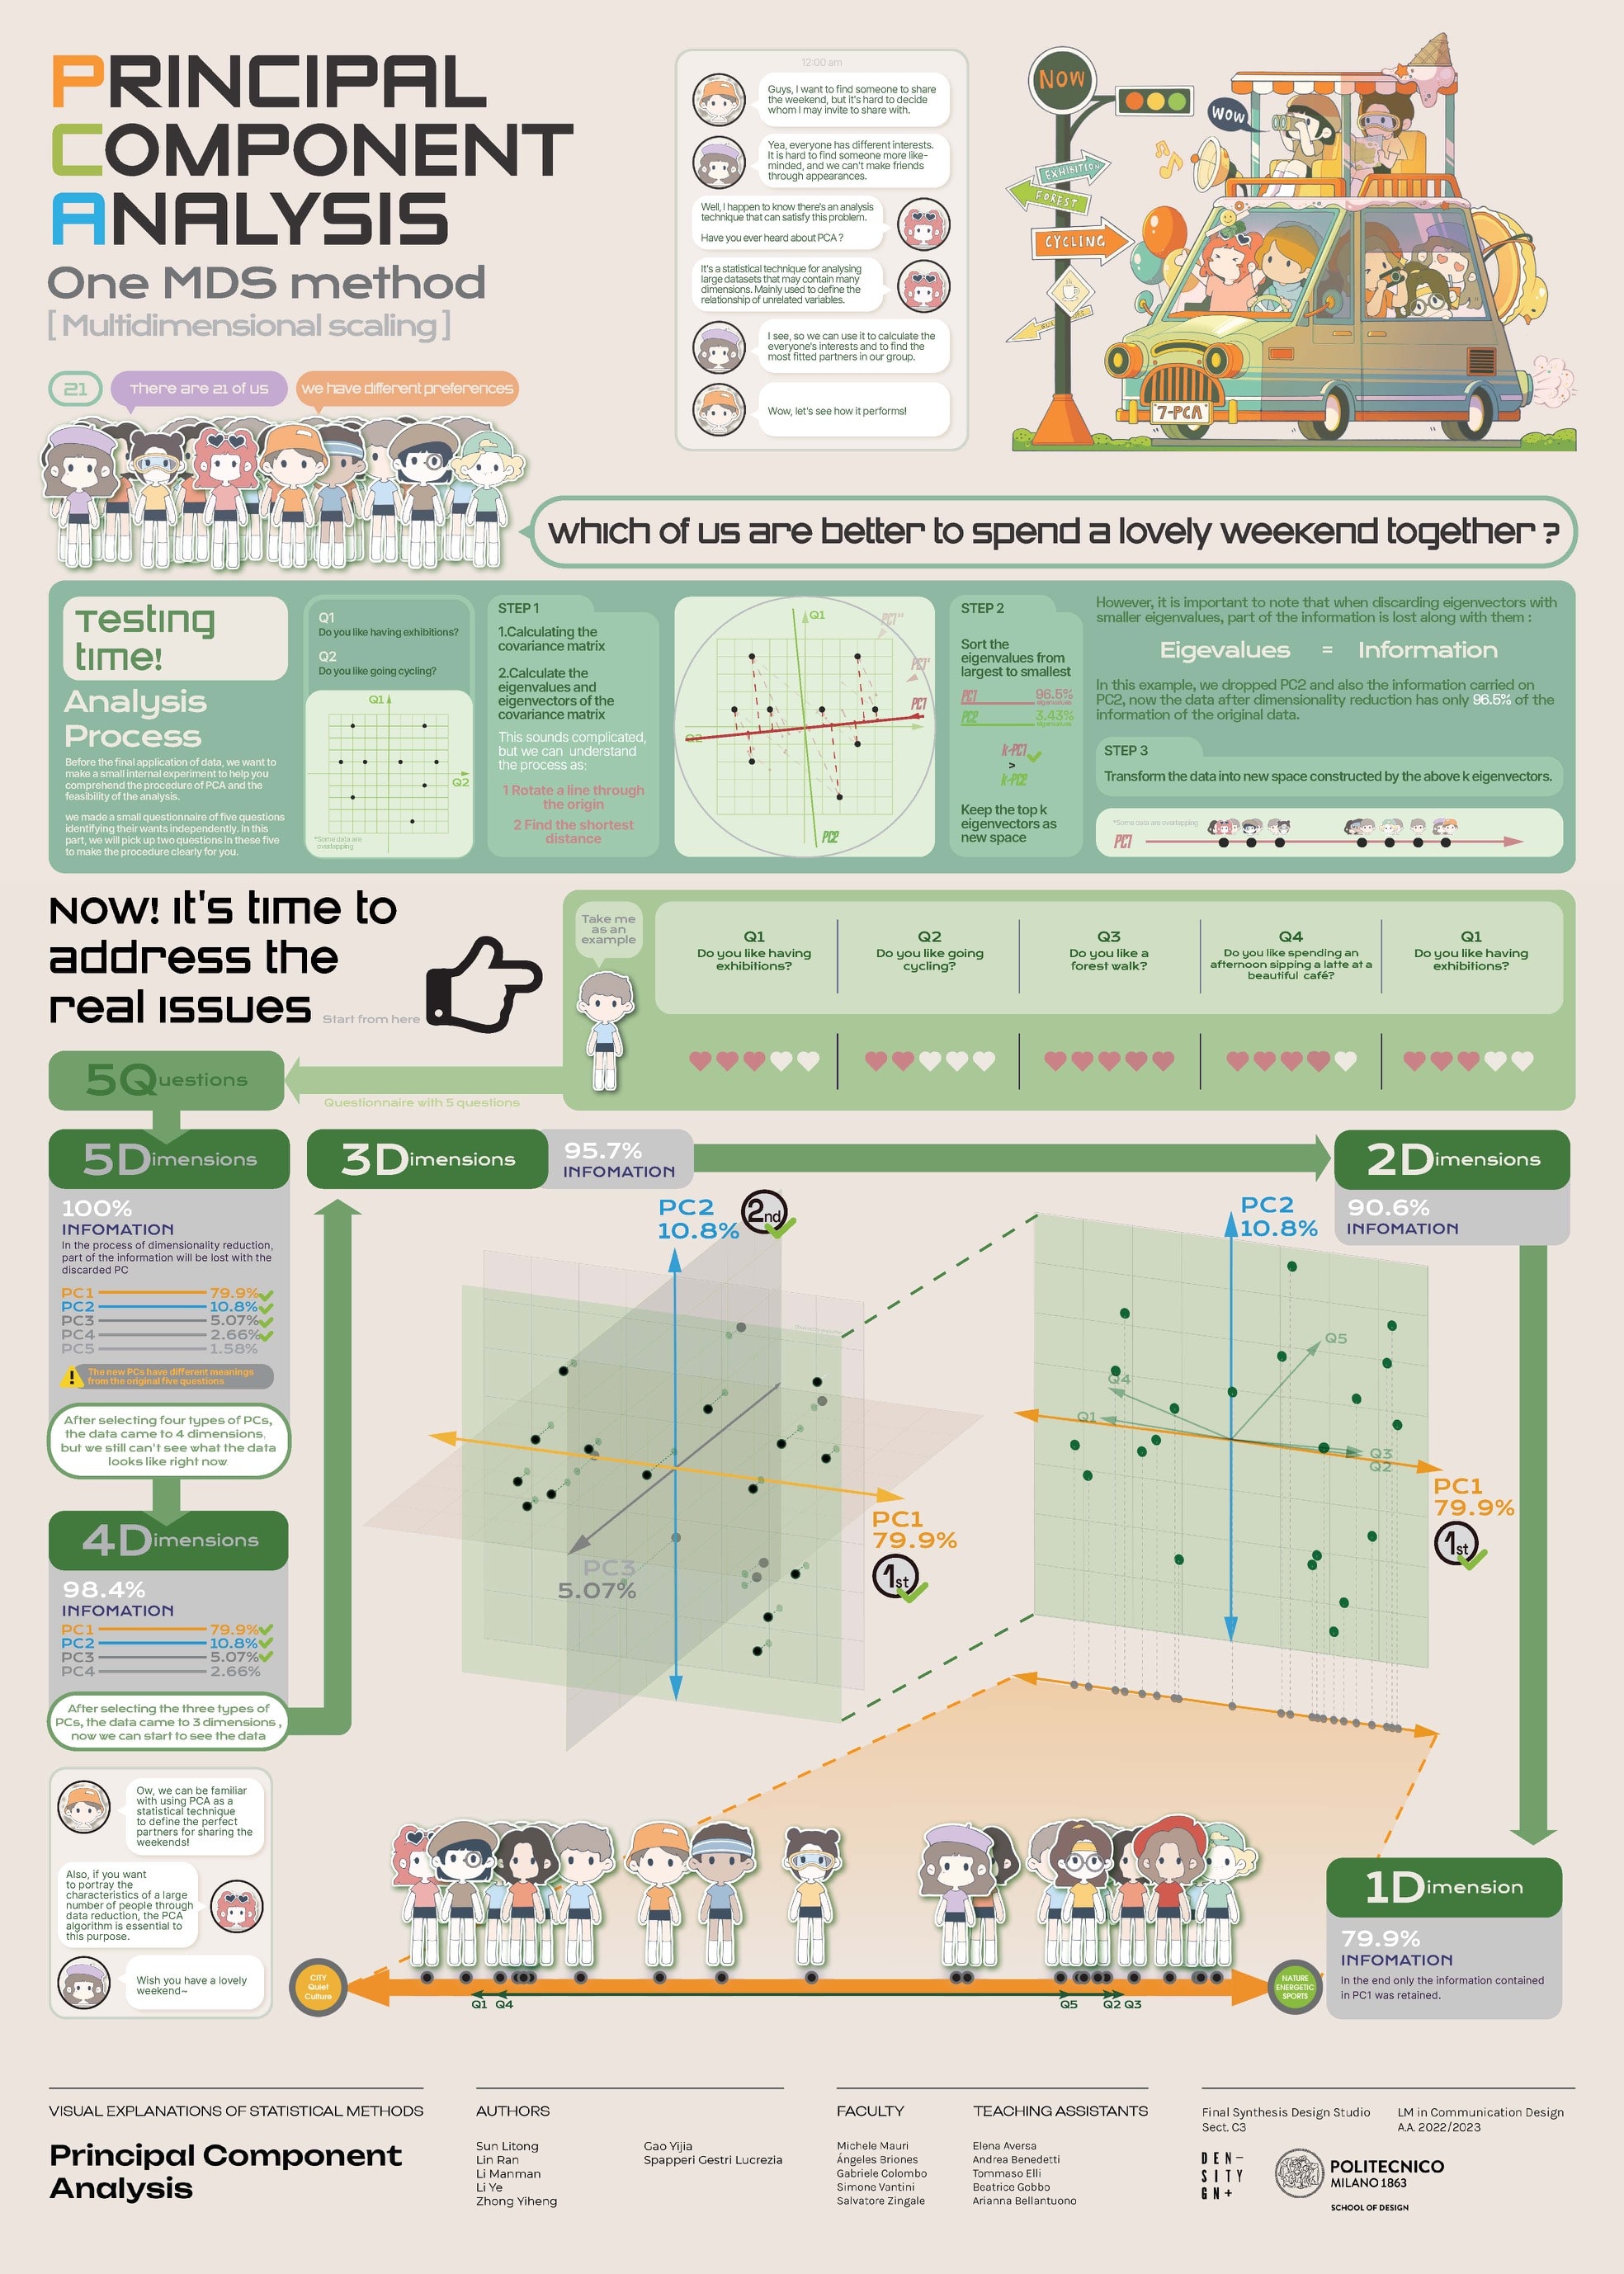 PRINCIPAL
COMPONENT
ANALYSIS
One MDS method
[Multidimensional scaling]
12:00 am
Guys, I want to find someone to share
the weekend, but it's hard to decide
whom I may invite to share with.
Yea, everyone has different interests.
It is hard to find someone more like-
minded, and we can't make friends
through appearances.
Well, I happen to know there's an analysis
technique that can satisfy this problem.
Have you ever heard about PCA ?
It's a statistical technique for analysing
large datasets that may contain many
dimensions. Mainly used to define the
relationship of unrelated variables.
I see, so we can use it to calculate the
everyone's interests and to find the
most fitted partners in our group.
Wow, let's see how it performs!
NOW
WOW
EXHIBITION
FOREST
CYCLING
7-PCA
21
There are 21 of us
we have different preferences
which of us are better to spend a lovely weekend together ?
Testing
time!
Analysis
Process
Before the final application of data, we want to
make a small internal experiment to help you
comprehend the procedure of PCA and the
feasibility of the analysis.
we made a small questionnaire of five questions
identifying their wants independently. In this
part, we will pick up two questions in these five
to make the procedure clearly for you.
Q1
Do you like having exhibitions?
Q2
Do you like going cycling?
Q1
Q2
*Some data are
overlapping
STEP 1
1.Calculating the
covariance matrix
2.Calculate the
eigenvalues and
eigenvectors of the
covariance matrix
This sounds complicated,
but we can understand
the process as:
1 Rotate a line through
the origin
2 Find the shortest
distance
Q1
PC1''
PC1'
PC1
Q2
PC2
STEP 2
Sort the
eigenvalues from
largest to smallest
PC1
96.5%
eigenvalues
PC2
3.43%
eigenvalues
k-PC1
>
k-PC2
Keep the top k
eigenvectors as
new space
However, it is important to note that when discarding eigenvectors with
smaller eigenvalues, part of the information is lost along with them :
Eigevalues = Information
In this example, we dropped PC2 and also the information carried on
PC2, now the data after dimensionality reduction has only 96.5% of the
information of the original data.
STEP 3
Transform the data into new space constructed by the above k eigenvectors.
*Some data are overlapping
PC1
NOW! It's time to
address the
real issues
Start from here
Take me
as an
example
Q1
Do you like having
exhibitions?
Q2
Do you like going
cycling?
Q3
Do you like a
forest walk?
Q4
Do you like spending an
afternoon sipping a latte at a
beautiful café?
Q1
Do you like having
exhibitions?
5Questions
Questionnaire with 5 questions
5Dimensions
100%
INFOMATION
In the process of dimensionality reduction,
part of the information will be lost with the
discarded PC
PC1 79.9%
PC2 10.8%
PC3 5.07%
PC4 2.66%
PC5 1.58%
The new PCs have different meanings
from the original five questions
After selecting four types of PCs,
the data came to 4 dimensions,
but we still can't see what the data
looks like right now
4Dimensions
98.4%
INFOMATION
PC1 79.9%
PC2 10.8%
PC3 5.07%
PC4 2.66%
After selecting the three types of
PCs, the data came to 3 dimensions ,
now we can start to see the data
3Dimensions
95.7%
INFOMATION
PC2
10.8%
2nd
PC1
79.9%
1st
PC3
5.07%
2Dimensions
90.6%
INFOMATION
PC2
10.8%
Q5
Q4
Q1
Q3
Q2
PC1
79.9%
1st
Ow, we can be familiar
with using PCA as a
statistical technique
to define the perfect
partners for sharing the
weekends!
Also, if you want
to portray the
characteristics of a large
number of people through
data reduction, the PCA
algorithm is essential to
this purpose.
Wish you have a lovely
weekend~
CITY
Quiet
Culture
Q1 Q4
Q5 Q2 Q3
NATURE
ENERGETIC
SPORTS
1Dimension
79.9%
INFOMATION
In the end only the information contained
in PC1 was retained.
VISUAL EXPLANATIONS OF STATISTICAL METHODS
Principal Component
Analysis
AUTHORS
Sun Litong
Lin Ran
Li Manman
Li Ye
Zhong Yiheng
Gao Yijia
Spapperi Gestri Lucrezia
FACULTY
Michele Mauri
Ángeles Briones
Gabriele Colombo
Simone Vantini
Salvatore Zingale
TEACHING ASSISTANTS
Elena Aversa
Andrea Benedetti
Tommaso Elli
Beatrice Gobbo
Arianna Bellantuono
Final Synthesis Design Studio
Sect. C3
LM in Communication Design
A.A. 2022/2023
DEN–
SITY
GN+
POLITECNICO
MILANO 1863
SCHOOL OF DESIGN